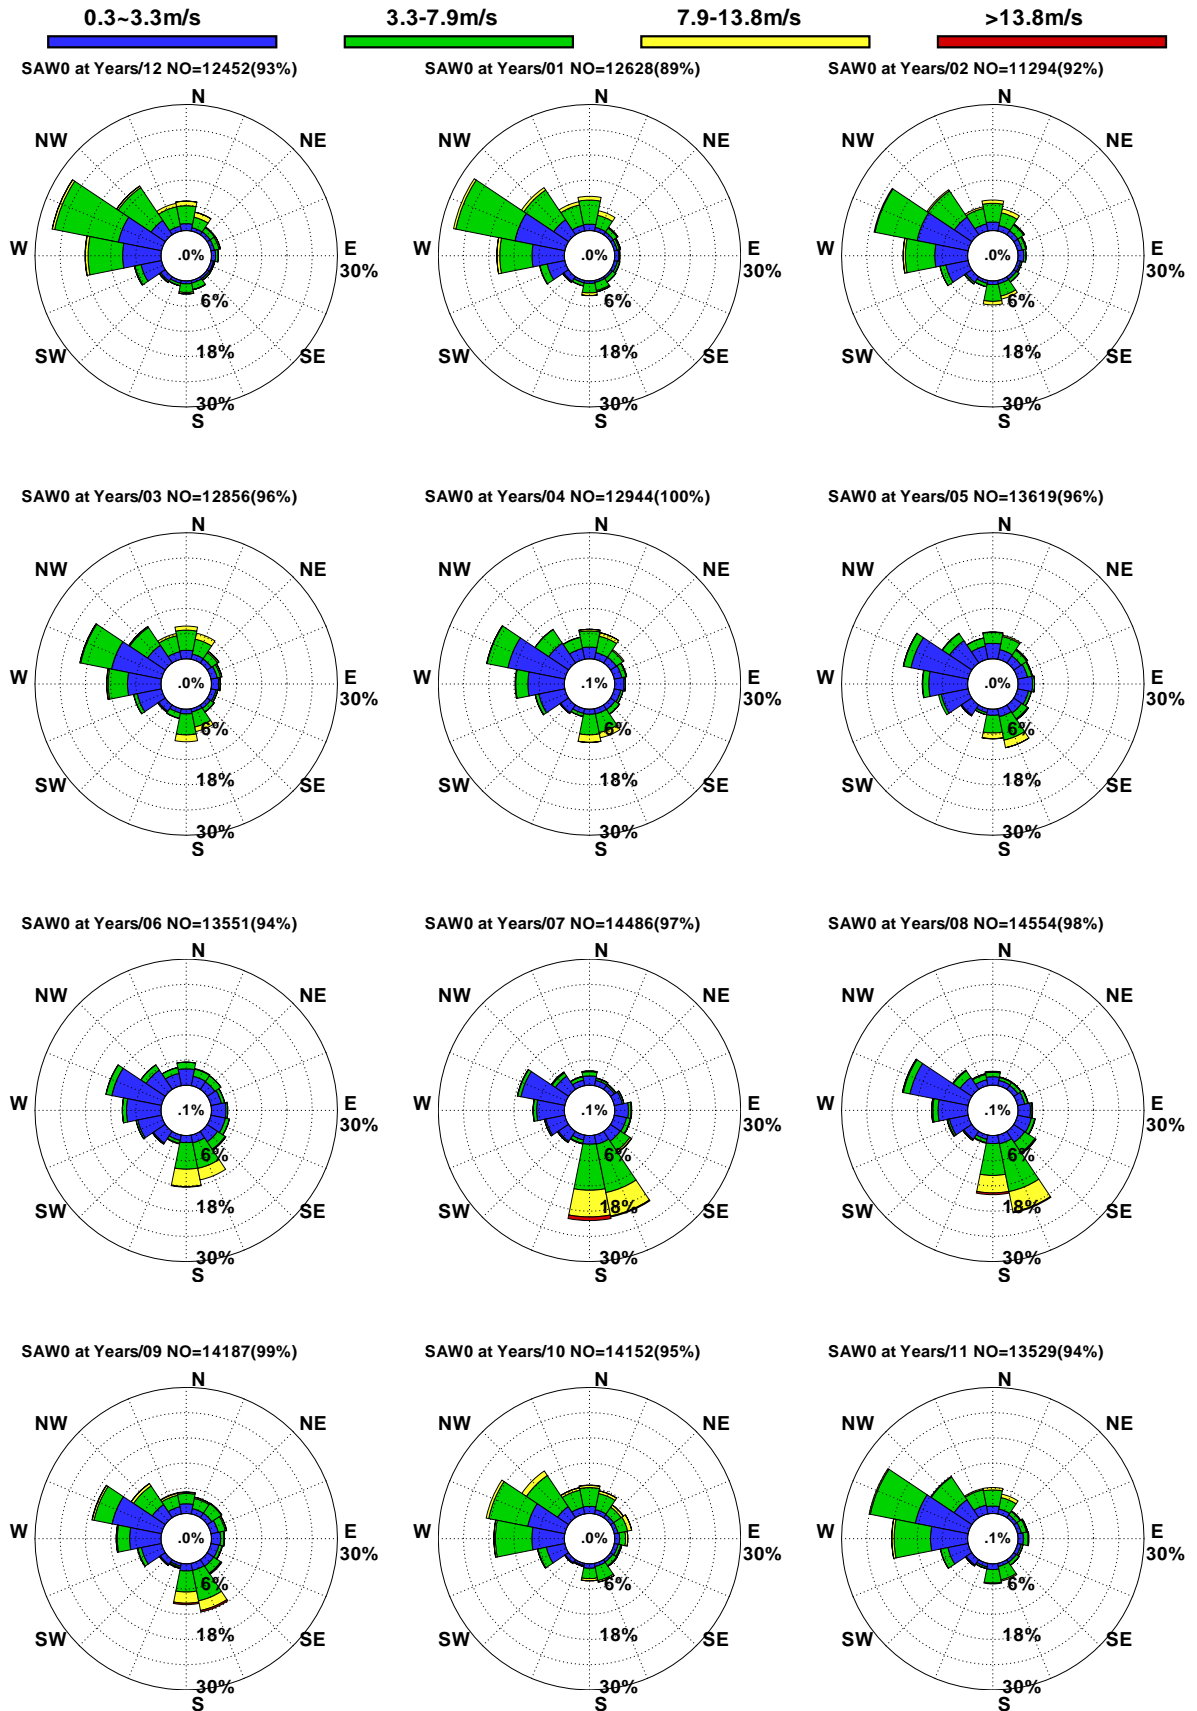 0.3~3.3m/s 3.3-7.9m/s 7.9-13.8m/s >13.8m/s
SAW0 at Years/12 NO=12452(93%) SAW0 at Years/01 NO=12628(89%) SAW0 at Years/02 NO=11294(92%)
N N N
NW NE NW NE NW NE
W .0% E W .0% E W .0% E
30% 30% 30%
6% 6% 6%
SW 18% SE SW 18% SE SW 18% SE
30% 30% 30%
S S S
SAW0 at Years/03 NO=12856(96%) SAW0 at Years/04 NO=12944(100%) SAW0 at Years/05 NO=13619(96%)
N N N
NW NE NW NE NW NE
W .0% E W .1% E W .0% E
30% 30% 30%
6% 6% 6%
SW 18% SE SW 18% SE SW 18% SE
30% 30% 30%
S S S
SAW0 at Years/06 NO=13551(94%) SAW0 at Years/07 NO=14486(97%) SAW0 at Years/08 NO=14554(98%)
N N N
NW NE NW NE NW NE
W .1% E W .1% E W .1% E
30% 30% 30%
6% 6% 6%
SW 18% SE SW 18% SE SW 18% SE
30% 30% 30%
S S S
SAW0 at Years/09 NO=14187(99%) SAW0 at Years/10 NO=14152(95%) SAW0 at Years/11 NO=13529(94%)
N N N
NW NE NW NE NW NE
W .0% E W .0% E W .1% E
30% 30% 30%
6% 6% 6%
SW 18% SE SW 18% SE SW 18% SE
30% 30% 30%
S S S